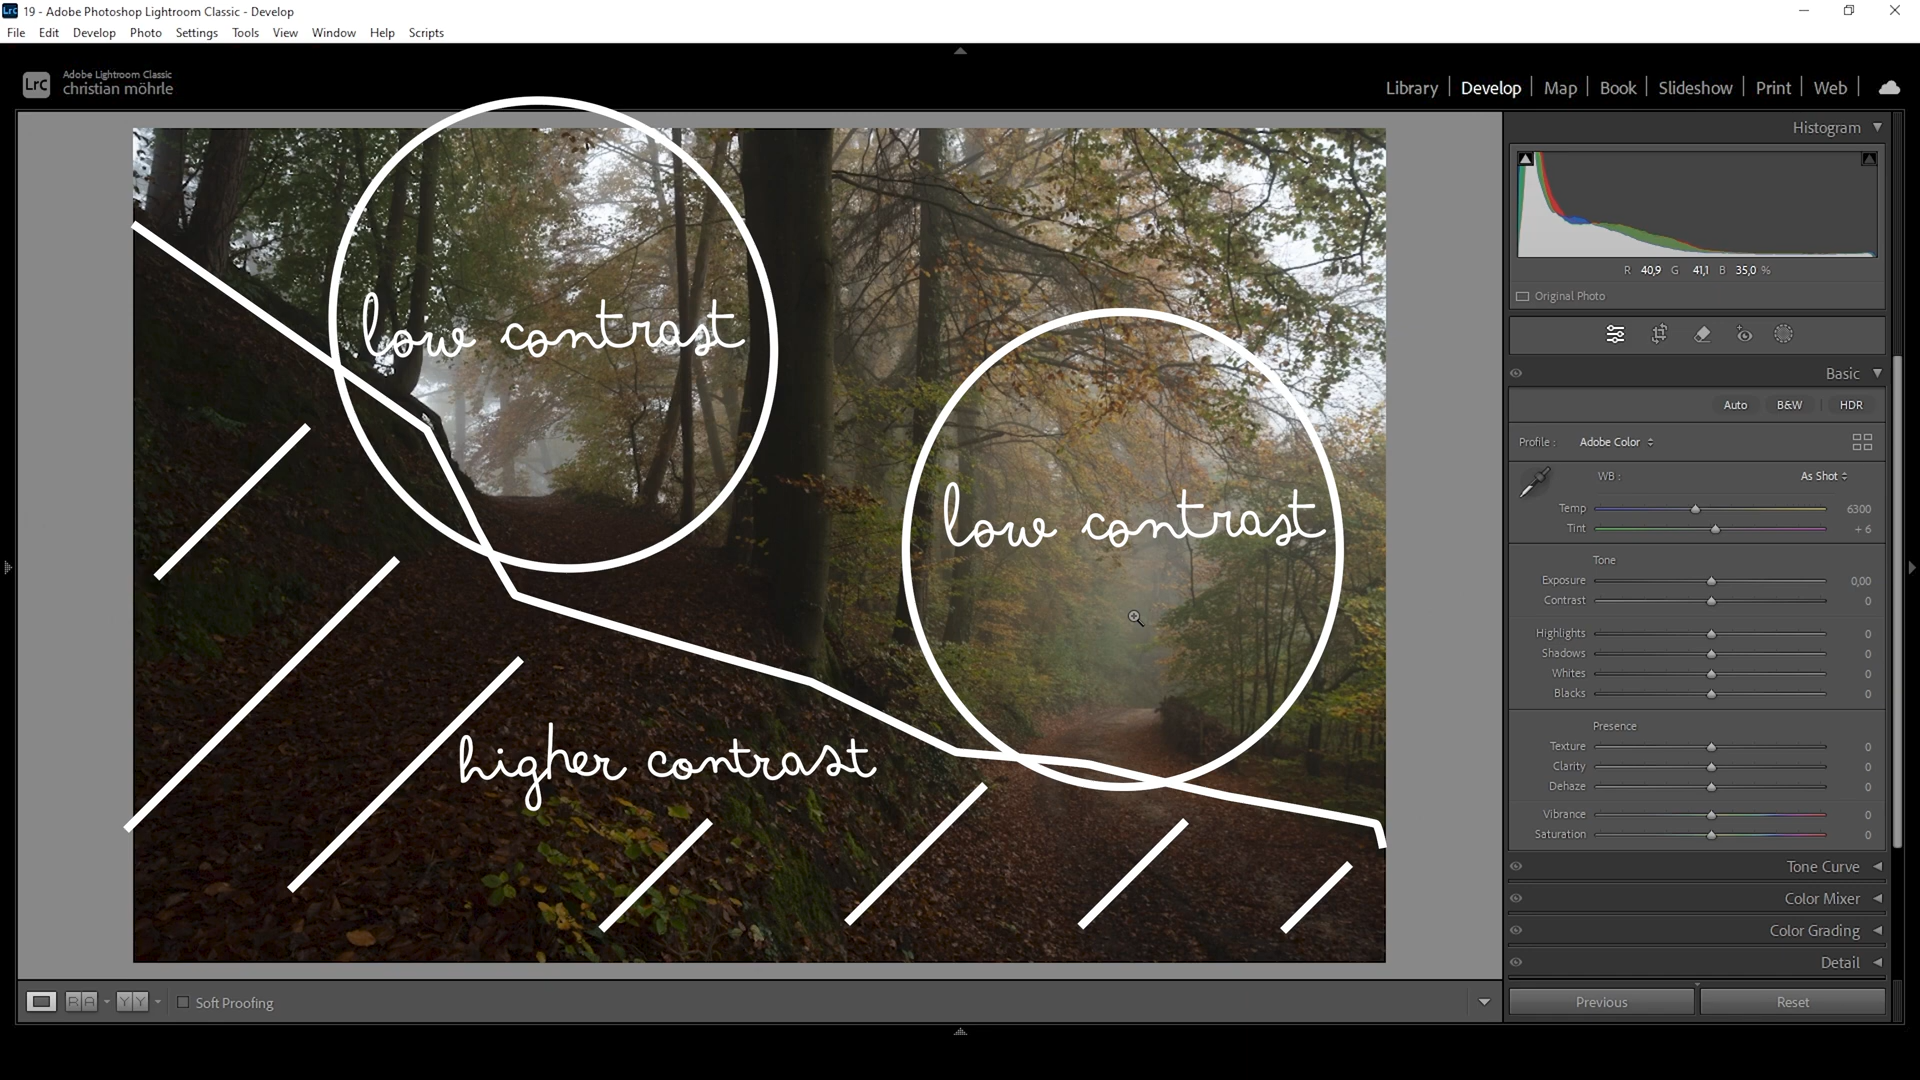 19 - Adobe Photoshop Lightroom Classic - Develop
File Edit Develop Photo Settings Tools View Window Help Scripts
Adobe Lightroom Classic
christian möhrle
Library Develop Map Book Slideshow Print Web
Histogram
R 40,9 G 41,1 B 35,0 %
Original Photo
Basic
Auto B&W HDR
Profile : Adobe Color
WB : As Shot
Temp 6300
Tint + 6
Tone
Exposure 0,00
Contrast 0
Highlights 0
Shadows 0
Whites 0
Blacks 0
Presence
Texture 0
Clarity 0
Dehaze 0
Vibrance 0
Saturation 0
Tone Curve
Color Mixer
Color Grading
Detail
Previous Reset
low contrast
low contrast
higher contrast
Soft Proofing
LrC
LrC
R A Y Y